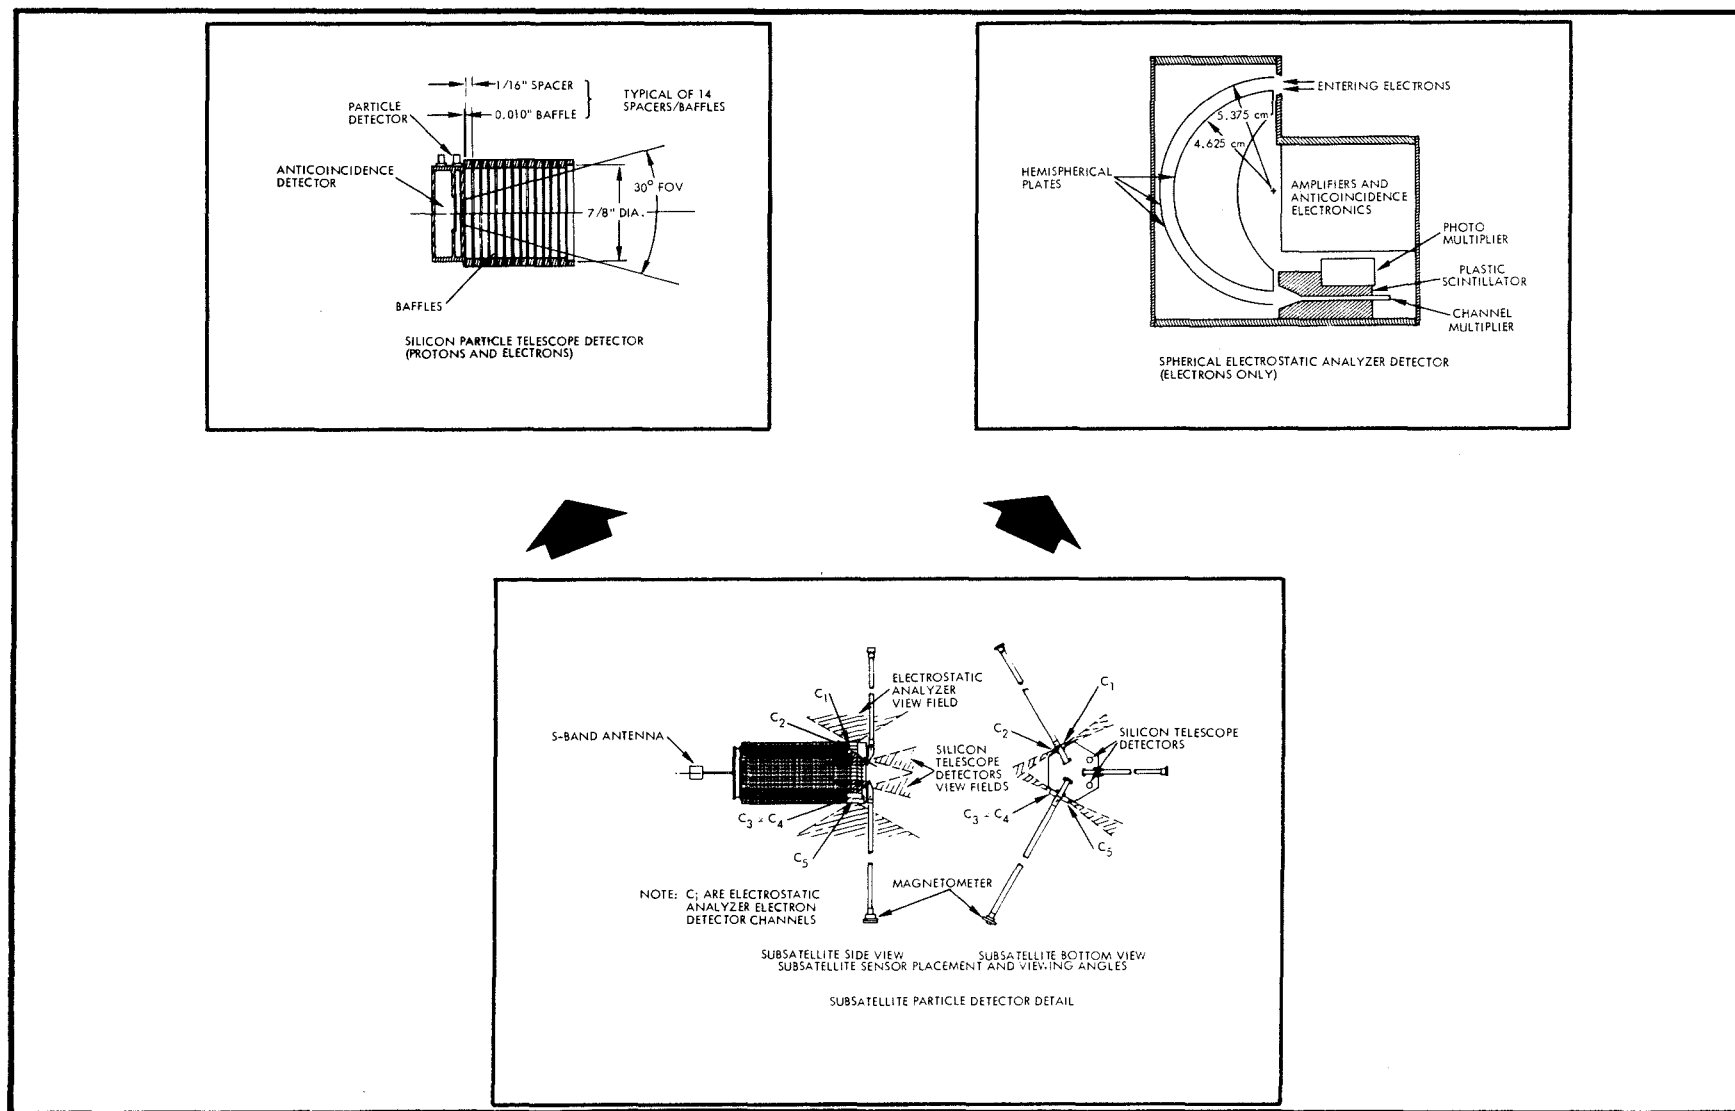 1/16" SPACER
0.010" BAFFLE
TYPICAL OF 14
SPACERS/BAFFLES
PARTICLE
DETECTOR
ANTICOINCIDENCE
DETECTOR
30° FOV
7/8" DIA.
BAFFLES
SILICON PARTICLE TELESCOPE DETECTOR
(PROTONS AND ELECTRONS)
ENTERING ELECTRONS
5.375 cm
4.625 cm
HEMISPHERICAL
PLATES
AMPLIFIERS AND
ANTICOINCIDENCE
ELECTRONICS
PHOTO
MULTIPLIER
PLASTIC
SCINTILLATOR
CHANNEL
MULTIPLIER
SPHERICAL ELECTROSTATIC ANALYZER DETECTOR
(ELECTRONS ONLY)
ELECTROSTATIC
ANALYZER
VIEW FIELD
C1
C2
S-BAND ANTENNA
SILICON
TELESCOPE
DETECTORS
VIEW FIELDS
C3 - C4
C5
C1
C2
SILICON TELESCOPE
DETECTORS
C3 - C4
C5
MAGNETOMETER
NOTE: Ci ARE ELECTROSTATIC
ANALYZER ELECTRON
DETECTOR CHANNELS
SUBSATELLITE SIDE VIEW
SUBSATELLITE BOTTOM VIEW
SUBSATELLITE SENSOR PLACEMENT AND VIEWING ANGLES
SUBSATELLITE PARTICLE DETECTOR DETAIL